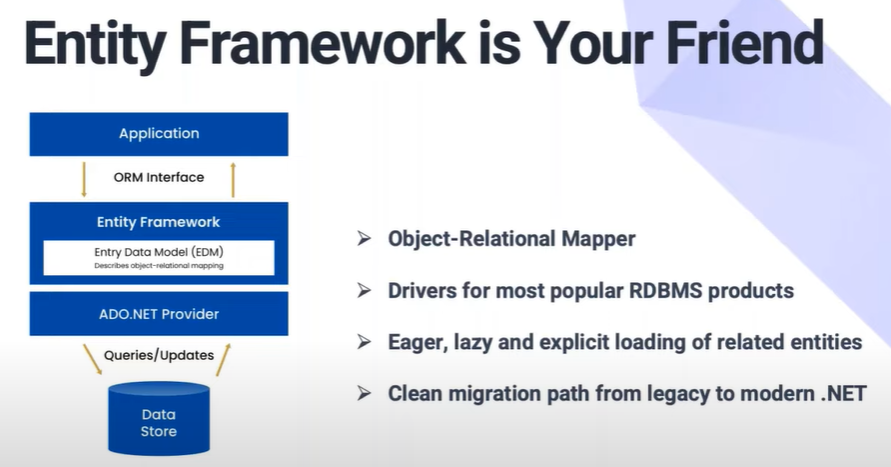 Entity Framework is Your Friend
Application
ORM Interface
Entity Framework
Entry Data Model (EDM)
Describes object-relational mapping
ADO.NET Provider
Queries/Updates
Data
Store
➢ Object-Relational Mapper
➢ Drivers for most popular RDBMS products
➢ Eager, lazy and explicit loading of related entities
➢ Clean migration path from legacy to modern .NET